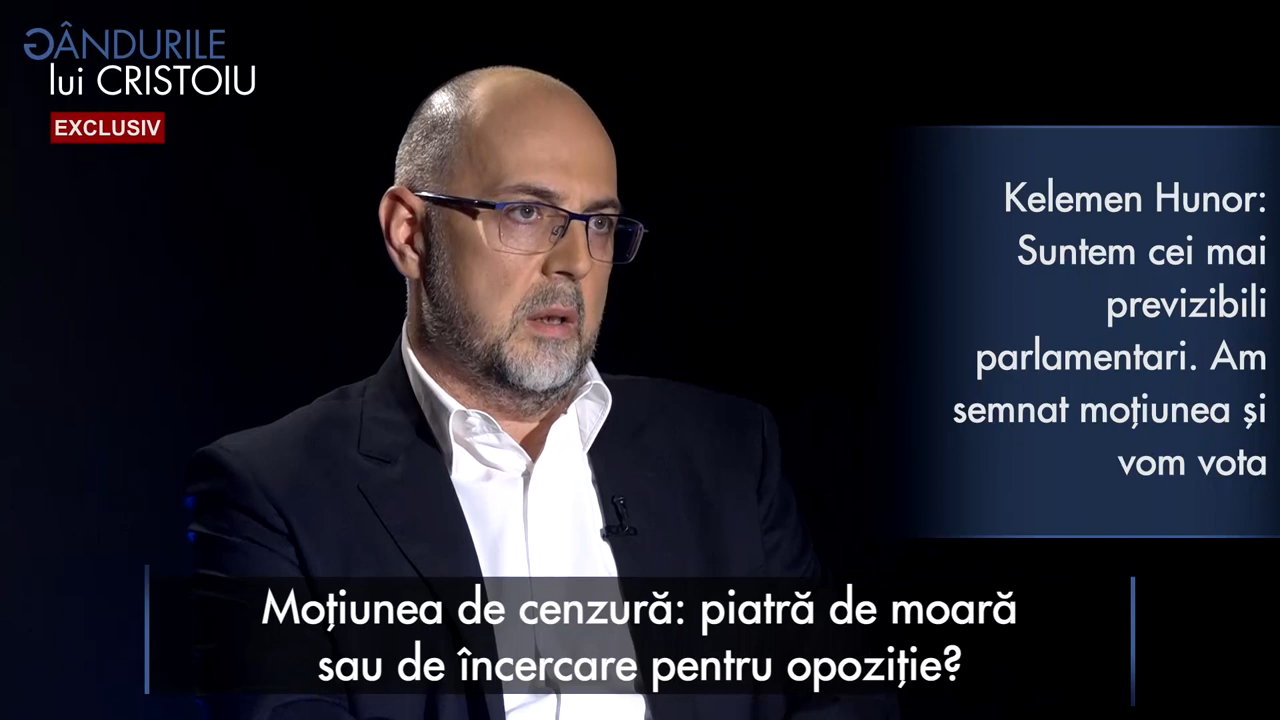 GÂNDURILE
lui CRISTOIU
EXCLUSIV
Kelemen Hunor:
Suntem cei mai
previzibili
parlamentari. Am
semnat moțiunea și
vom vota
Moțiunea de cenzură: piatră de moară
sau de încercare pentru opoziție?